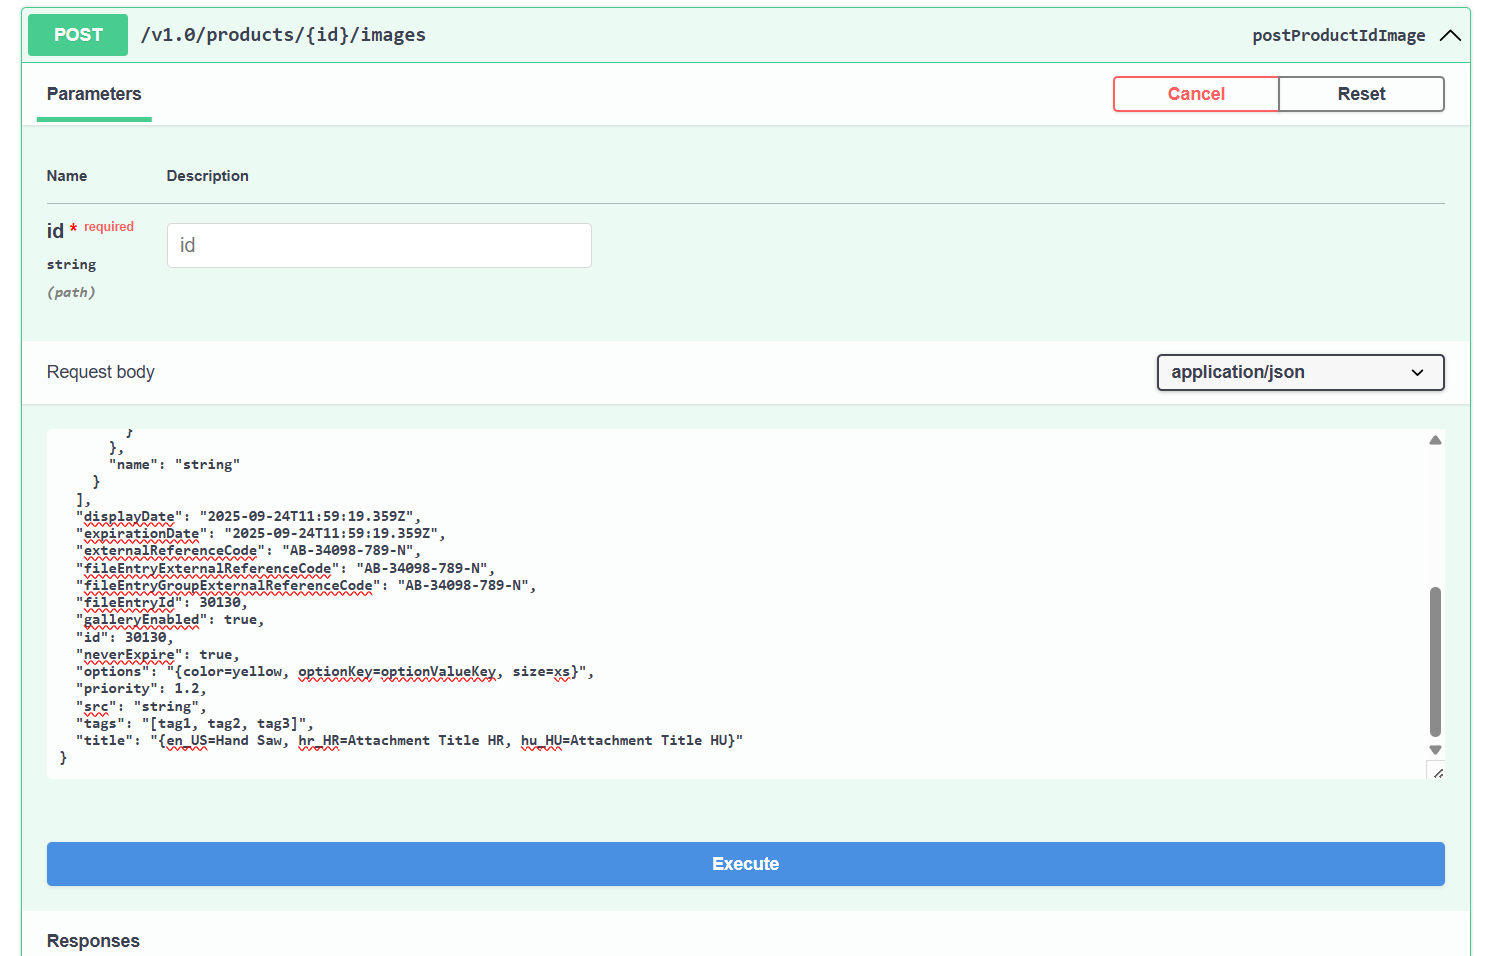 POST /v1.0/products/{id}/images postProductIdImage
Parameters Cancel Reset
Name Description
id * required
id
string
(path)
Request body application/json
}
},
"name": "string"
}
],
"displayDate": "2025-09-24T11:59:19.359Z",
"expirationDate": "2025-09-24T11:59:19.359Z",
"externalReferenceCode": "AB-34098-789-N",
"fileEntryExternalReferenceCode": "AB-34098-789-N",
"fileEntryGroupExternalReferenceCode": "AB-34098-789-N",
"fileEntryId": 30130,
"galleryEnabled": true,
"id": 30130,
"neverExpire": true,
"options": "{color=yellow, optionKey=optionValueKey, size=xs}",
"priority": 1.2,
"src": "string",
"tags": "[tag1, tag2, tag3]",
"title": "{en_US=Hand Saw, hr_HR=Attachment Title HR, hu_HU=Attachment Title HU}"
}
Execute
Responses